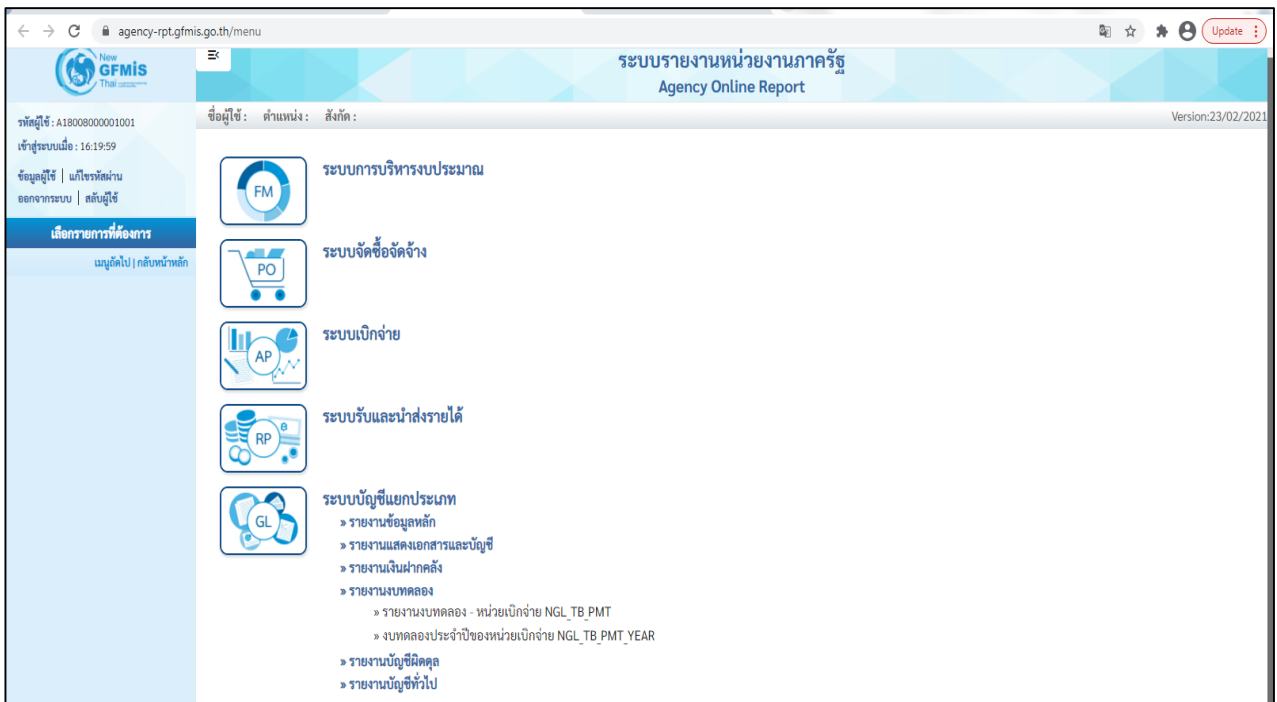 agency-rpt.gfmis.go.th/menu
Update
New
GFMIS
Thai
ระบบรายงานหน่วยงานภาครัฐ
Agency Online Report
รหัสผู้ใช้ : A18008000001001
เข้าสู่ระบบเมื่อ : 16:19:59
ข้อมูลผู้ใช้ | แก้ไขรหัสผ่าน
ออกจากระบบ | สลับผู้ใช้
เลือกรายการที่ต้องการ
เมนูถัดไป | กลับหน้าหลัก
ชื่อผู้ใช้ : ตำแหน่ง : สังกัด :
Version:23/02/2021
FM
ระบบการบริหารงบประมาณ
PO
ระบบจัดซื้อจัดจ้าง
AP
ระบบเบิกจ่าย
RP
ระบบรับและนำส่งรายได้
GL
ระบบบัญชีแยกประเภท
» รายงานข้อมูลหลัก
» รายงานแสดงเอกสารและบัญชี
» รายงานเงินฝากคลัง
» รายงานงบทดลอง
» รายงานงบทดลอง - หน่วยเบิกจ่าย NGL_TB_PMT
» งบทดลองประจำปีของหน่วยเบิกจ่าย NGL_TB_PMT_YEAR
» รายงานบัญชีผิดดุล
» รายงานบัญชีทั่วไป